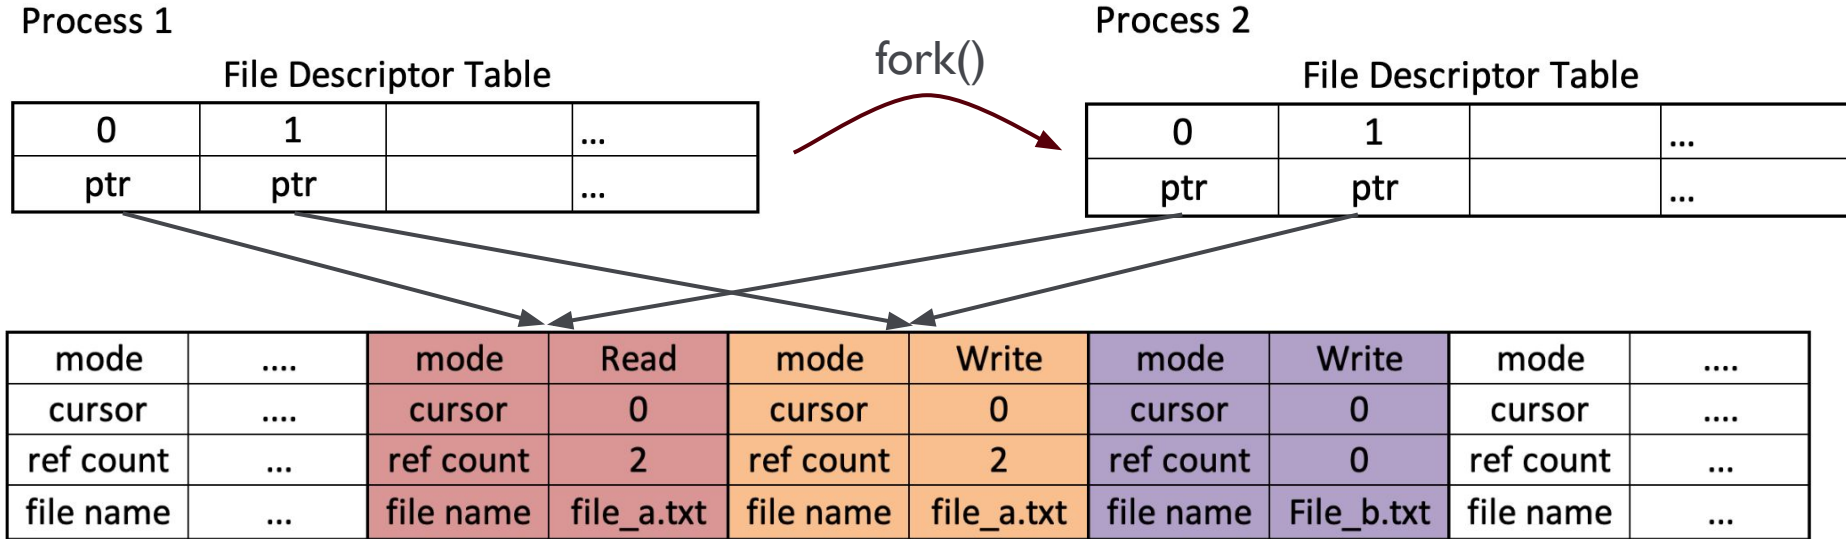 Process 1
Process 2
fork()
File Descriptor Table
File Descriptor Table
0 1 ...
ptr ptr ...
0 1 ...
ptr ptr ...
mode .... mode Read mode Write mode Write mode ....
cursor .... cursor 0 cursor 0 cursor 0 cursor ....
ref count ... ref count 2 ref count 2 ref count 0 ref count ...
file name ... file name file_a.txt file name file_a.txt file name File_b.txt file name ...